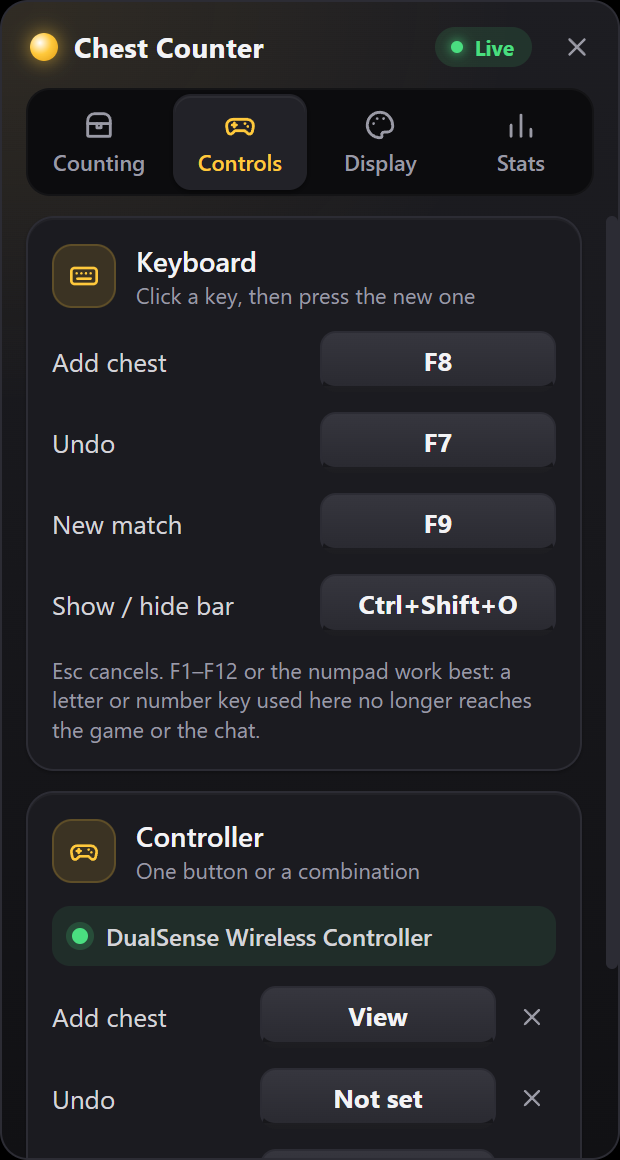 Chest Counter
Live
Counting
Controls
Display
Stats
Keyboard
Click a key, then press the new one
Add chest
F8
Undo
F7
New match
F9
Show / hide bar
Ctrl+Shift+O
Esc cancels. F1–F12 or the numpad work best: a
letter or number key used here no longer reaches
the game or the chat.
Controller
One button or a combination
DualSense Wireless Controller
Add chest
View
Undo
Not set